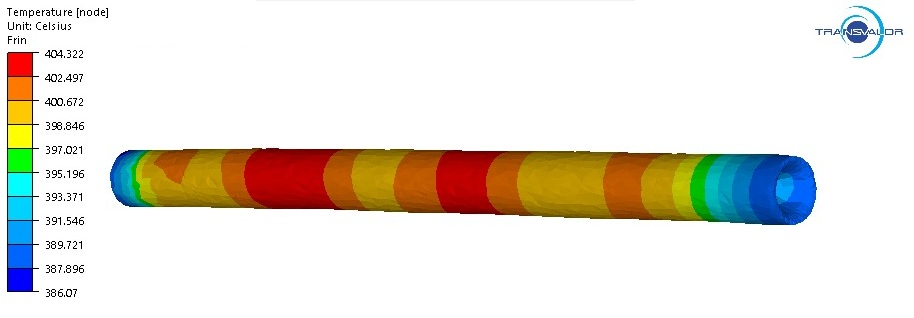 Temperature [node]
Unit: Celsius
Frin
404.322
402.497
400.672
398.846
397.021
395.196
393.371
391.546
389.721
387.896
386.07
TRANSVALOR